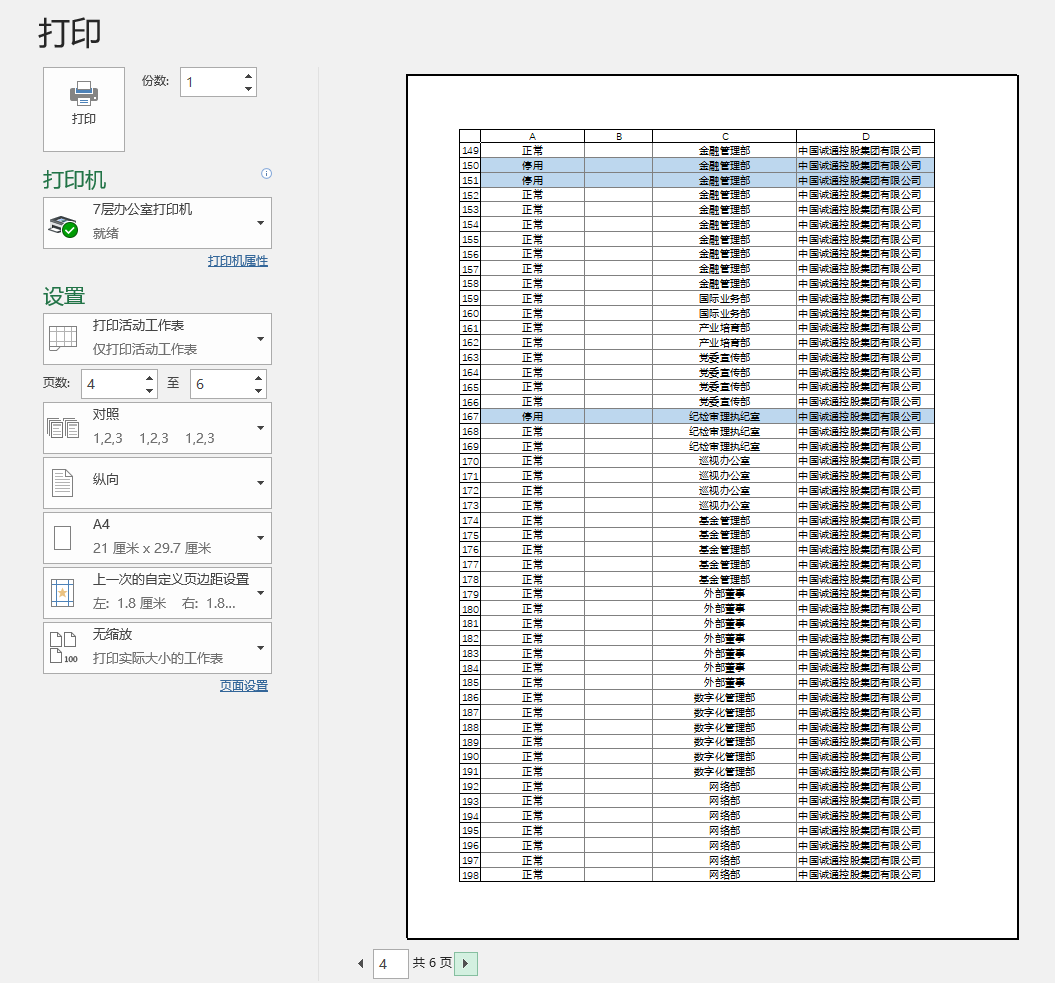 打印
打印
份数: 1
打印机
7层办公室打印机
就绪
打印机属性
设置
打印活动工作表
仅打印活动工作表
页数: 4 至 6
对照
1,2,3 1,2,3 1,2,3
纵向
A4
21 厘米 x 29.7 厘米
上一次的自定义页边距设置
左: 1.8 厘米 右: 1.8...
无缩放
100
打印实际大小的工作表
页面设置
A B C D
149 正常 金融管理部 中国诚通控股集团有限公司
150 停用 金融管理部 中国诚通控股集团有限公司
151 停用 金融管理部 中国诚通控股集团有限公司
152 正常 金融管理部 中国诚通控股集团有限公司
153 正常 金融管理部 中国诚通控股集团有限公司
154 正常 金融管理部 中国诚通控股集团有限公司
155 正常 金融管理部 中国诚通控股集团有限公司
156 正常 金融管理部 中国诚通控股集团有限公司
157 正常 金融管理部 中国诚通控股集团有限公司
158 正常 金融管理部 中国诚通控股集团有限公司
159 正常 国际业务部 中国诚通控股集团有限公司
160 正常 国际业务部 中国诚通控股集团有限公司
161 正常 产业培育部 中国诚通控股集团有限公司
162 正常 产业培育部 中国诚通控股集团有限公司
163 正常 党委宣传部 中国诚通控股集团有限公司
164 正常 党委宣传部 中国诚通控股集团有限公司
165 正常 党委宣传部 中国诚通控股集团有限公司
166 正常 党委宣传部 中国诚通控股集团有限公司
167 停用 纪检审理执纪室 中国诚通控股集团有限公司
168 正常 纪检审理执纪室 中国诚通控股集团有限公司
169 正常 纪检审理执纪室 中国诚通控股集团有限公司
170 正常 巡视办公室 中国诚通控股集团有限公司
171 正常 巡视办公室 中国诚通控股集团有限公司
172 正常 巡视办公室 中国诚通控股集团有限公司
173 正常 巡视办公室 中国诚通控股集团有限公司
174 正常 基金管理部 中国诚通控股集团有限公司
175 正常 基金管理部 中国诚通控股集团有限公司
176 正常 基金管理部 中国诚通控股集团有限公司
177 正常 基金管理部 中国诚通控股集团有限公司
178 正常 基金管理部 中国诚通控股集团有限公司
179 正常 外部董事 中国诚通控股集团有限公司
180 正常 外部董事 中国诚通控股集团有限公司
181 正常 外部董事 中国诚通控股集团有限公司
182 正常 外部董事 中国诚通控股集团有限公司
183 正常 外部董事 中国诚通控股集团有限公司
184 正常 外部董事 中国诚通控股集团有限公司
185 正常 外部董事 中国诚通控股集团有限公司
186 正常 数字化管理部 中国诚通控股集团有限公司
187 正常 数字化管理部 中国诚通控股集团有限公司
188 正常 数字化管理部 中国诚通控股集团有限公司
189 正常 数字化管理部 中国诚通控股集团有限公司
190 正常 数字化管理部 中国诚通控股集团有限公司
191 正常 数字化管理部 中国诚通控股集团有限公司
192 正常 网络部 中国诚通控股集团有限公司
193 正常 网络部 中国诚通控股集团有限公司
194 正常 网络部 中国诚通控股集团有限公司
195 正常 网络部 中国诚通控股集团有限公司
196 正常 网络部 中国诚通控股集团有限公司
197 正常 网络部 中国诚通控股集团有限公司
198 正常 网络部 中国诚通控股集团有限公司
4 共 6 页